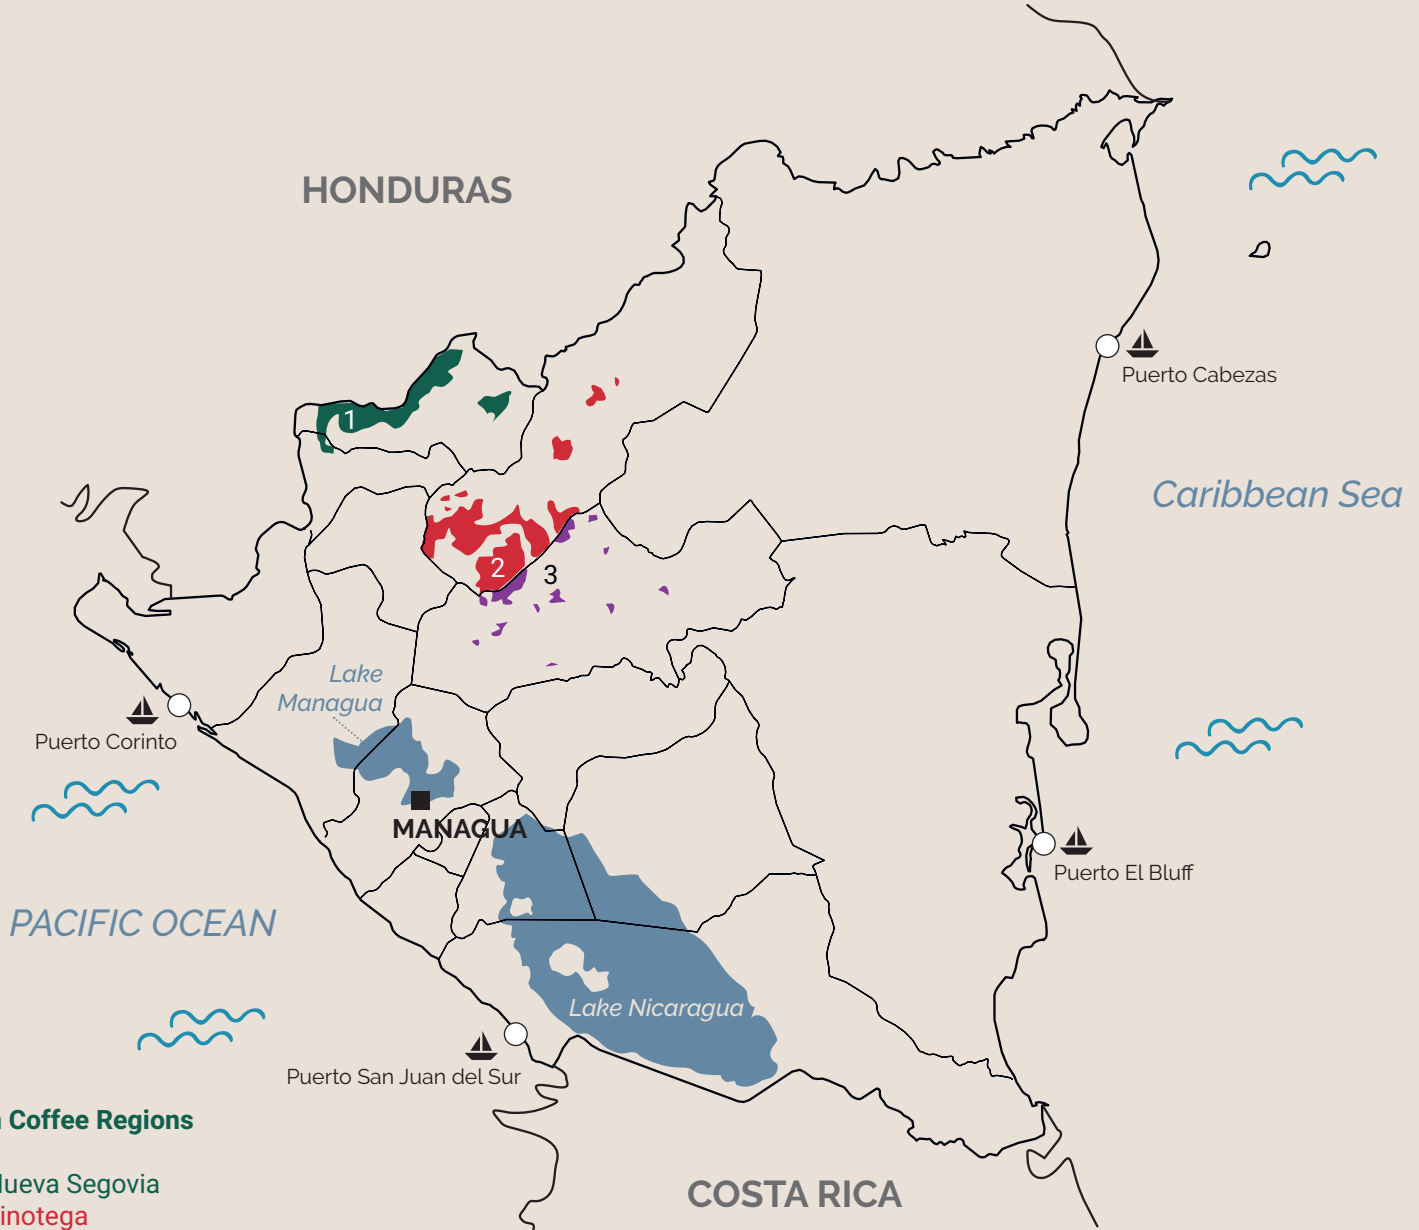 HONDURAS
Puerto Cabezas
1
Caribbean Sea
2
3
Lake
Managua
Puerto Corinto
MANAGUA
Puerto El Bluff
PACIFIC OCEAN
Lake Nicaragua
Puerto San Juan del Sur
Coffee Regions
ueva Segovia
COSTA RICA
inotega